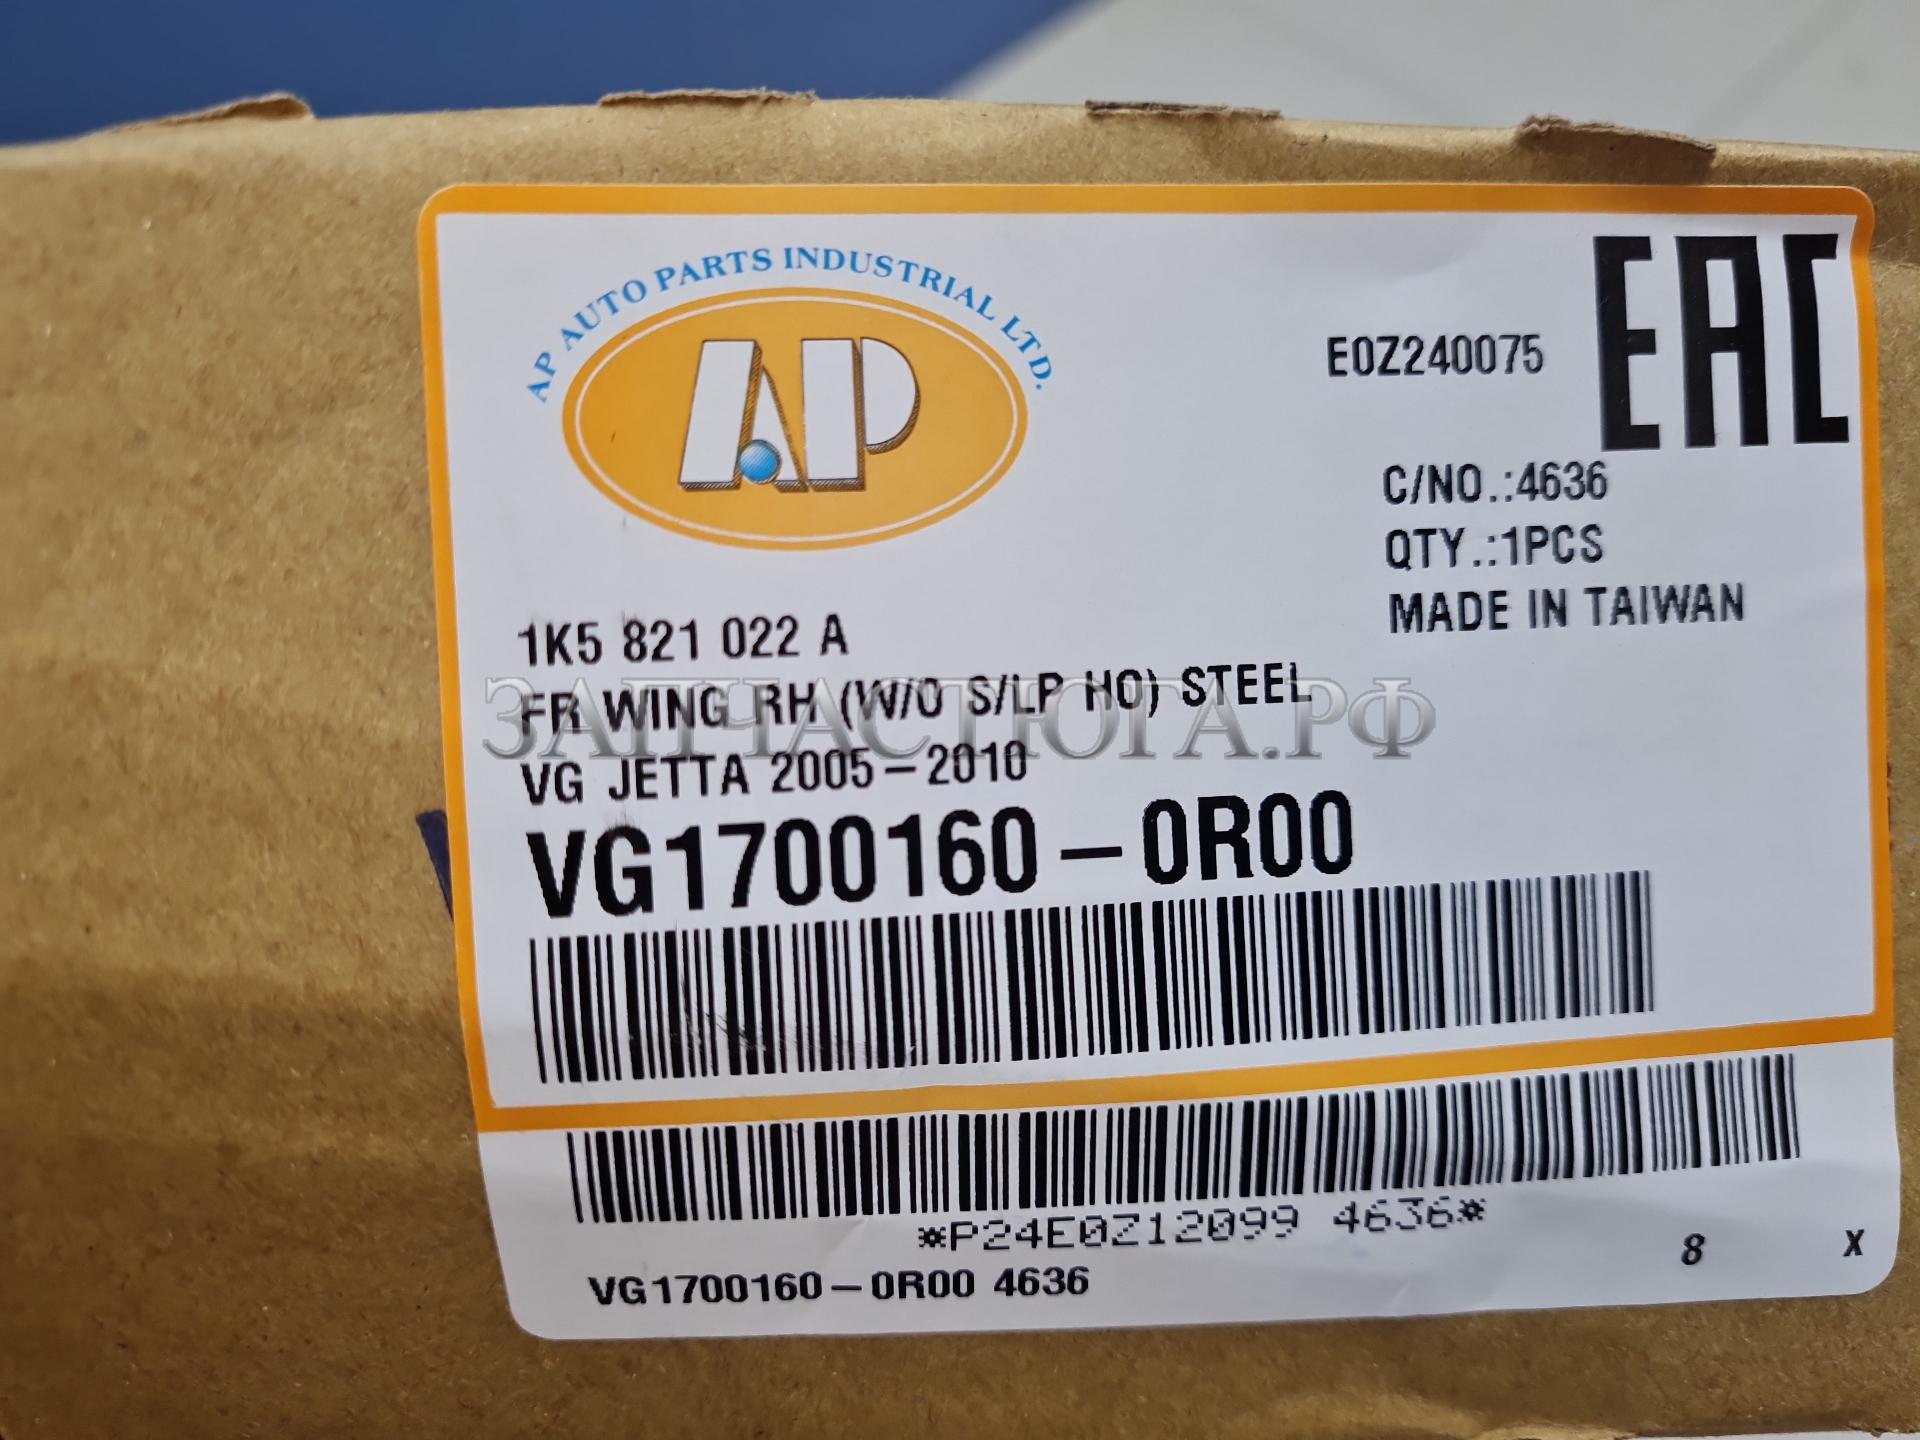 AP AUTO PARTS INDUSTRIAL LTD.
AP
E0Z240075
EAC
C/NO.:4636
QTY.:1PCS
MADE IN TAIWAN
1K5 821 022 A
FR WING RH (W/O S/LP HO) STEEL
ЗАПЧАСТЮГА.РФ
VG JETTA 2005-2010
VG1700160-0R00
*P24E0Z12099 4636*
VG1700160-0R00 4636
8 X